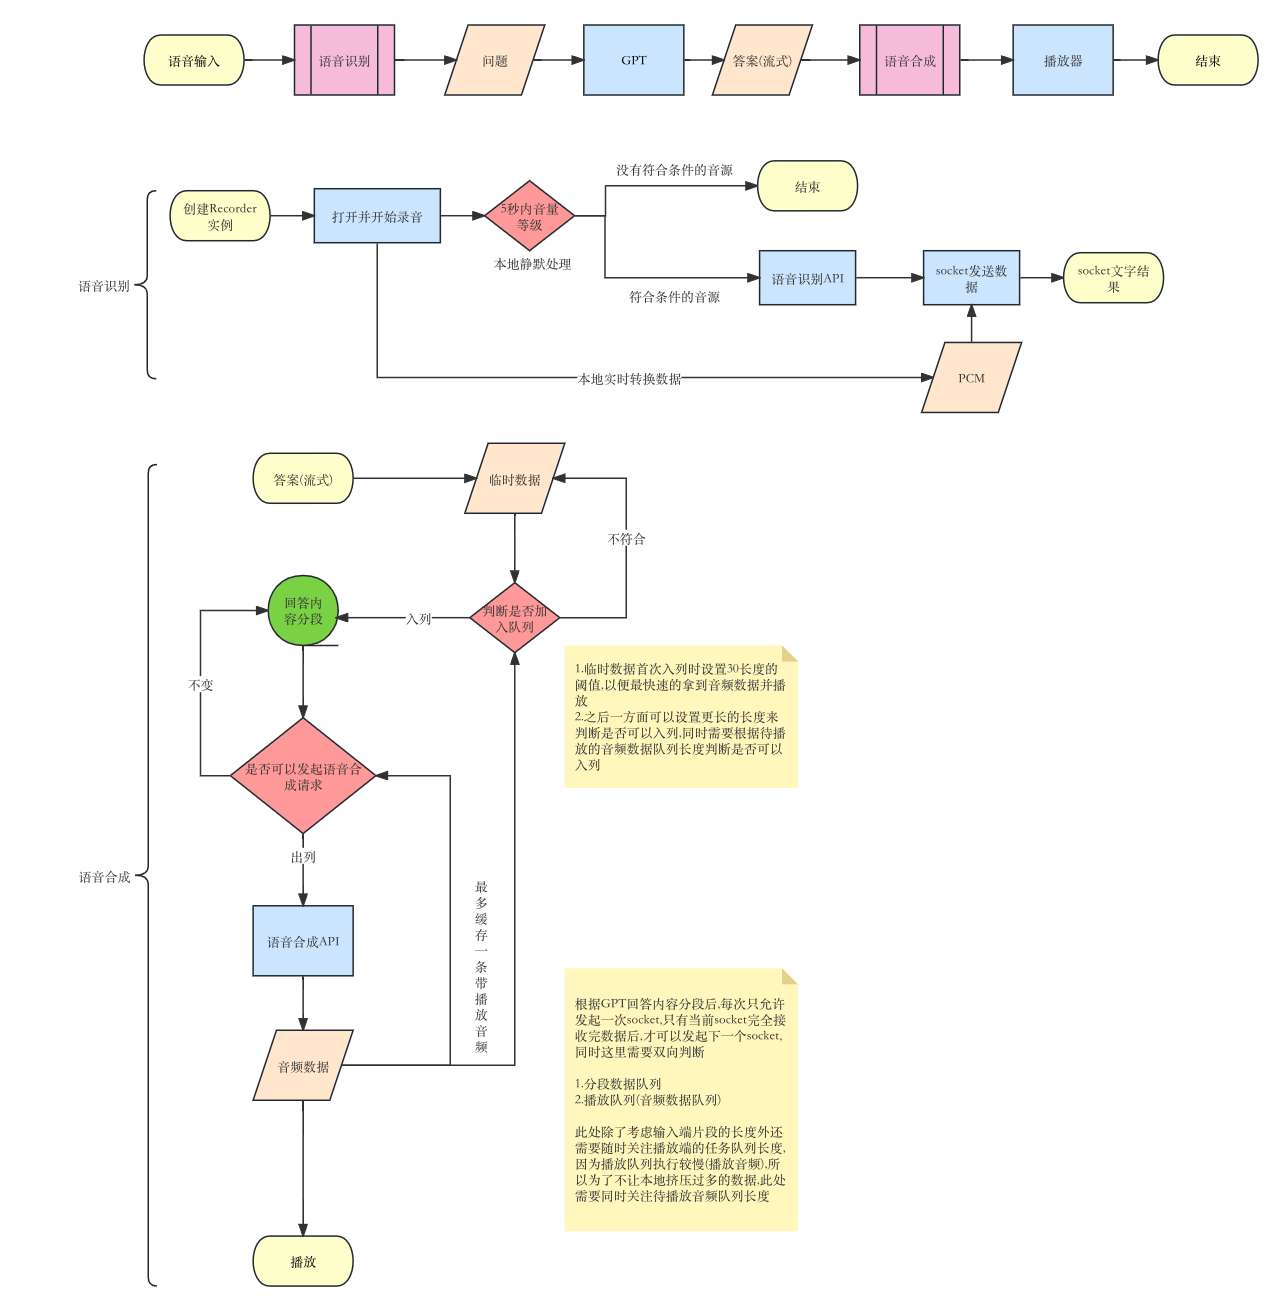 语音输入
语音识别
问题
GPT
答案(流式)
语音合成
播放器
结束
没有符合条件的音源
结束
创建Recorder
实例
打开并开始录音
5秒内音量
等级
本地静默处理
语音识别
符合条件的音源
语音识别API
socket发送数
据
socket文字结
果
本地实时转换数据
PCM
答案(流式)
临时数据
不符合
回答内
容分段
入列
判断是否加
入队列
不变
1.临时数据首次入列时设置30长度的
阈值,以便最快速的拿到音频数据并播
放
2.之后一方面可以设置更长的长度来
判断是否可以入列,同时需要根据待播
放的音频数据队列长度判断是否可以
入列
是否可以发起语音合
成请求
出列
语音合成
最
多
缓
存
一
条
带
播
放
音
频
语音合成API
音频数据
根据GPT回答内容分段后,每次只允许
发起一次socket,只有当前socket完全接
收完数据后,才可以发起下一个socket,
同时这里需要双向判断
1.分段数据队列
2.播放队列(音频数据队列)
此处除了考虑输入端片段的长度外还
需要随时关注播放端的任务队列长度,
因为播放队列执行较慢(播放音频),所
以为了不让本地挤压过多的数据,此处
需要同时关注待播放音频队列长度
播放